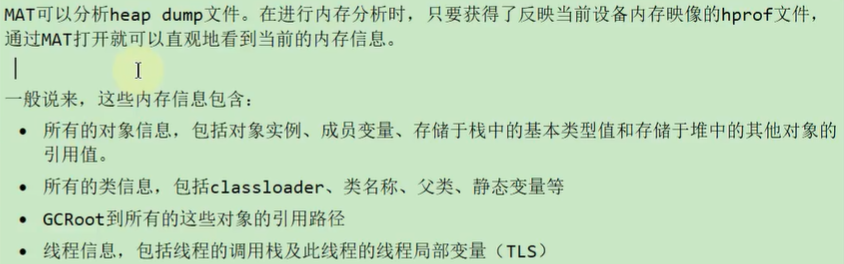 MAT可以分析heap dump文件。在进行内存分析时，只要获得了反映当前设备内存映像的hprof文件，
通过MAT打开就可以直观地看到当前的内存信息。
一般说来，这些内存信息包含：
• 所有的对象信息，包括对象实例、成员变量、存储于栈中的基本类型值和存储于堆中的其他对象的
引用值。
• 所有的类信息，包括classloader、类名称、父类、静态变量等
• GCRoot到所有的这些对象的引用路径
• 线程信息，包括线程的调用栈及此线程的线程局部变量（TLS）